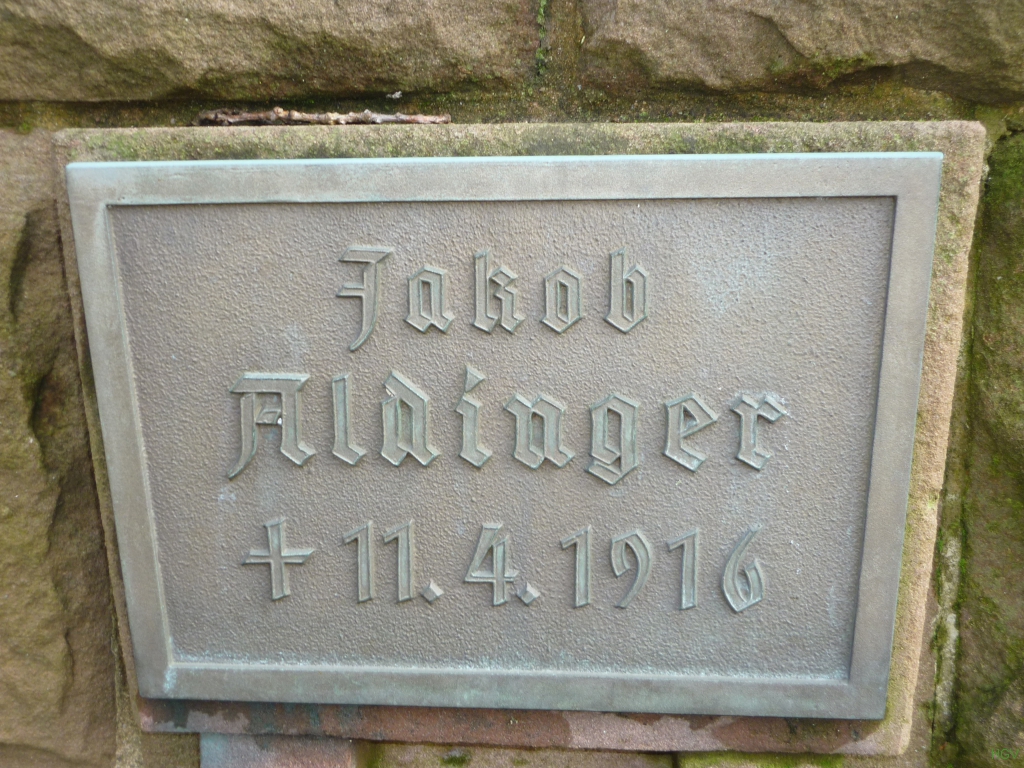 Jakob
Aldinger
✝ 11.4.1916